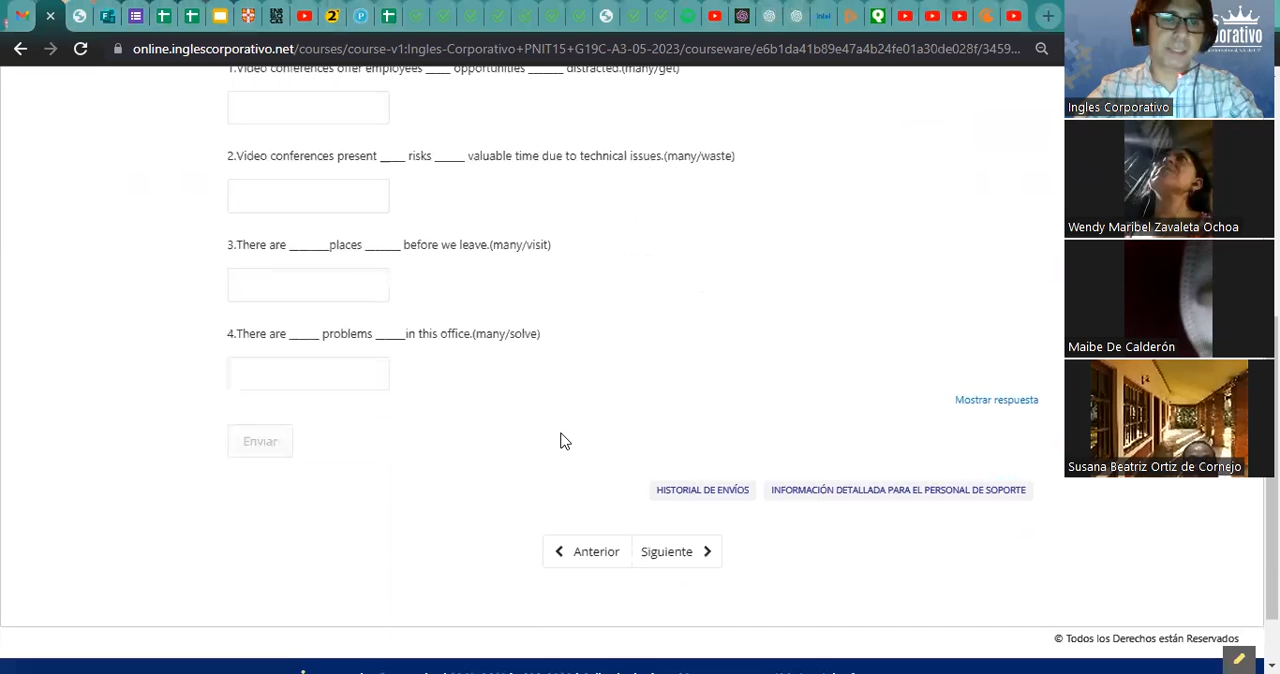 online.inglescorporativo.net/courses/course-v1:Ingles-Corporativo+PNIT15+G19C-A3-05-2023/courseware/e6b1da41b89e47a4b24fe01a30de028f/3459...
1.Video conferences offer employees _____ opportunities _______ distracted.(many/get)
2.Video conferences present _____ risks ______ valuable time due to technical issues.(many/waste)
3.There are ________places _______ before we leave.(many/visit)
4.There are ______ problems ______in this office.(many/solve)
Mostrar respuesta
Enviar
HISTORIAL DE ENVÍOS
INFORMACIÓN DETALLADA PARA EL PERSONAL DE SOPORTE
Anterior
Siguiente
© Todos los Derechos están Reservados
Ingles Corporativo
Wendy Maribel Zavaleta Ochoa
Maibe De Calderón
Susana Beatriz Ortiz de Cornejo